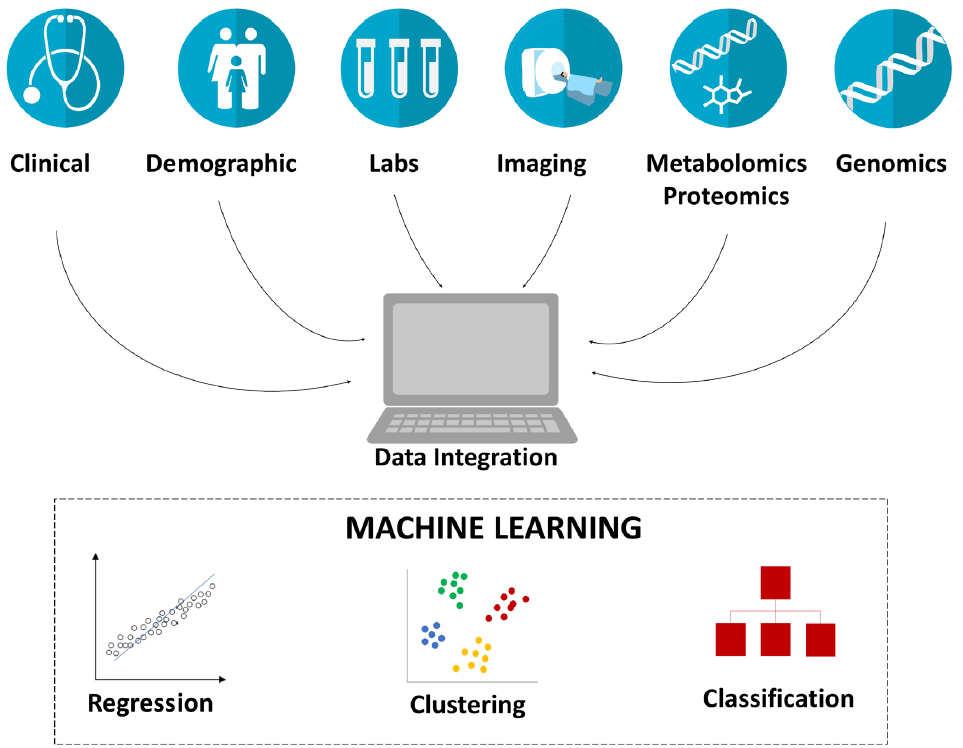 Clinical
Demographic
Labs
Imaging
Metabolomics
Proteomics
Genomics
Data Integration
MACHINE LEARNING
Regression
Clustering
Classification